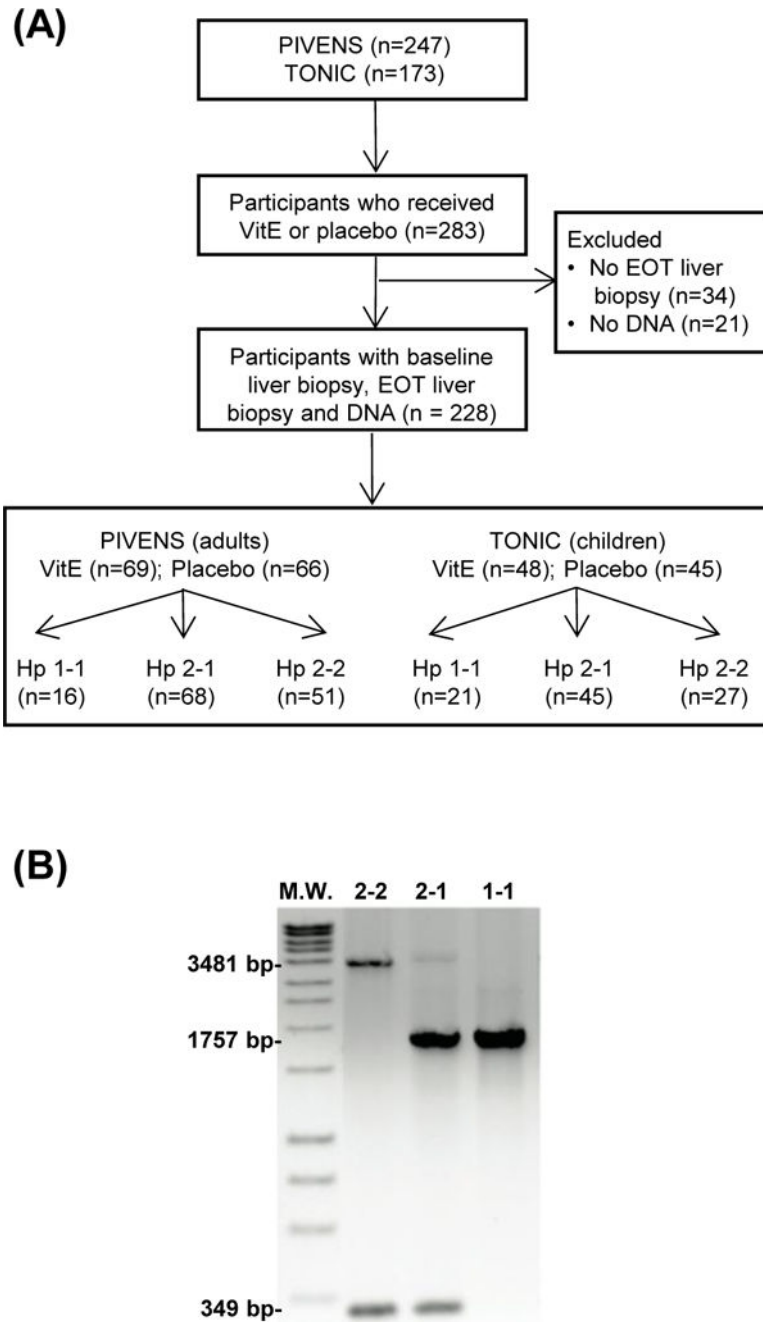 (A)
PIVENS (n=247)
TONIC (n=173)
Participants who received
VitE or placebo (n=283)
Excluded
• No EOT liver
biopsy (n=34)
• No DNA (n=21)
Participants with baseline
liver biopsy, EOT liver
biopsy and DNA (n = 228)
PIVENS (adults)
VitE (n=69); Placebo (n=66)
TONIC (children)
VitE (n=48); Placebo (n=45)
Hp 1-1
(n=16)
Hp 2-1
(n=68)
Hp 2-2
(n=51)
Hp 1-1
(n=21)
Hp 2-1
(n=45)
Hp 2-2
(n=27)
(B)
M.W. 2-2 2-1 1-1
3481 bp-
1757 bp-
349 bp-